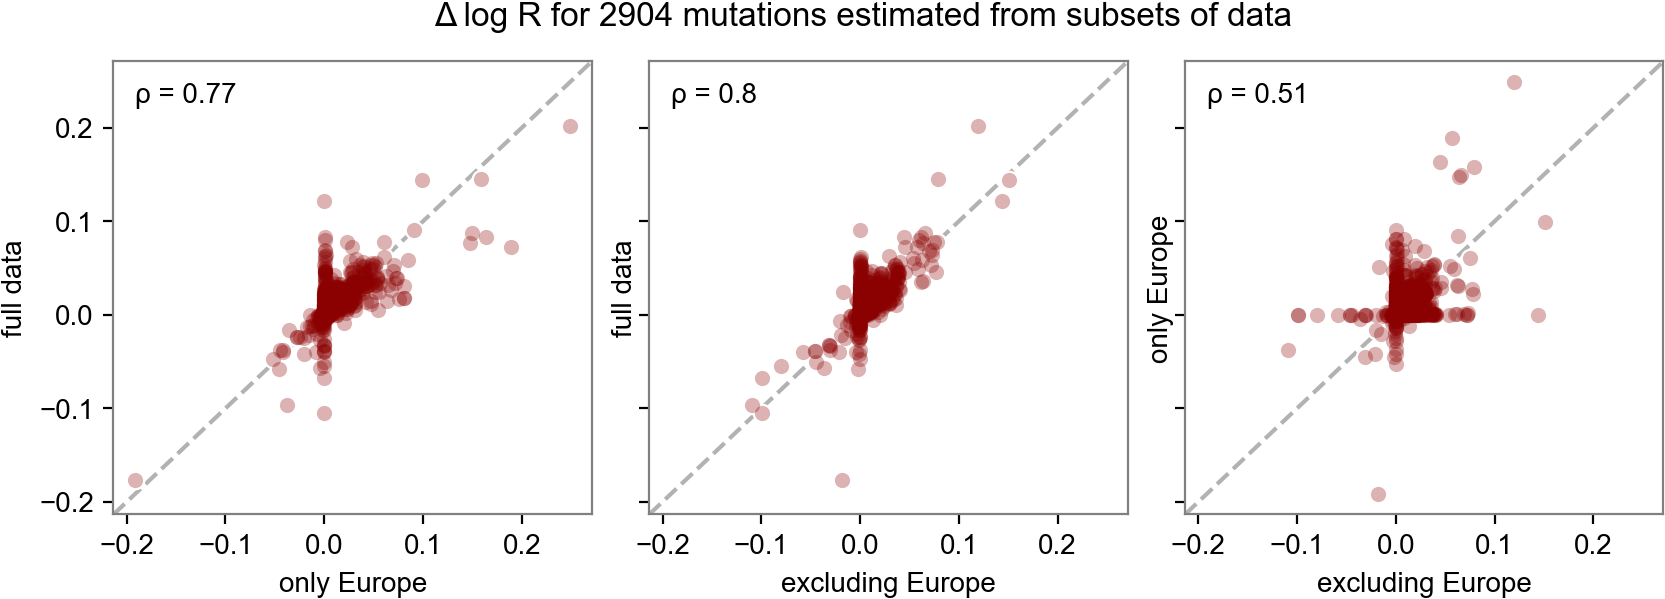 Δ log R for 2904 mutations estimated from subsets of data
ρ = 0.77
full data
0.2
0.1
0.0
−0.1
−0.2
−0.2 −0.1 0.0 0.1 0.2
only Europe
ρ = 0.8
full data
−0.2 −0.1 0.0 0.1 0.2
excluding Europe
ρ = 0.51
only Europe
−0.2 −0.1 0.0 0.1 0.2
excluding Europe